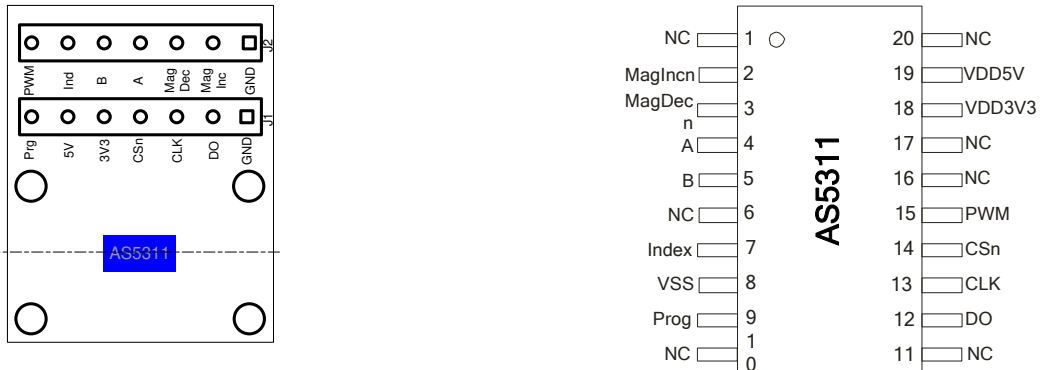 J2
PWM
Ind
B
A
Mag
Dec
Mag
Inc
GND
J1
Prg
5V
3V3
CSn
CLK
DO
GND
AS5311
NC 1 20 NC
MagIncn 2 19 VDD5V
MagDec
n 3 18 VDD3V3
A 4 17 NC
B 5 16 NC
NC 6 15 PWM
Index 7 14 CSn
VSS 8 13 CLK
Prog 9 12 DO
NC 1
0 11 NC
AS5311